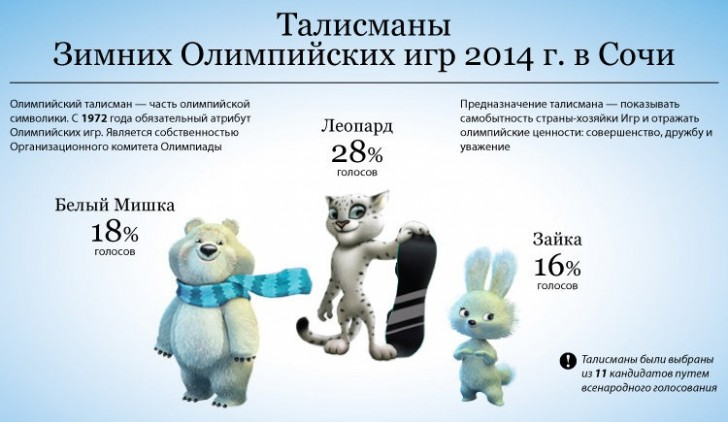 Талисманы
Зимних Олимпийских игр 2014 г. в Сочи
Олимпийский талисман — часть олимпийской
символики. С 1972 года обязательный атрибут
Олимпийских игр. Является собственностью
Организационного комитета Олимпиады
Предназначение талисмана — показывать
самобытность страны-хозяйки Игр и отражать
олимпийские ценности: совершенство, дружбу и
уважение
Леопард
28%
голосов
Белый Мишка
18%
голосов
Зайка
16%
голосов
Талисманы были выбраны
из 11 кандидатов путем
всенародного голосования